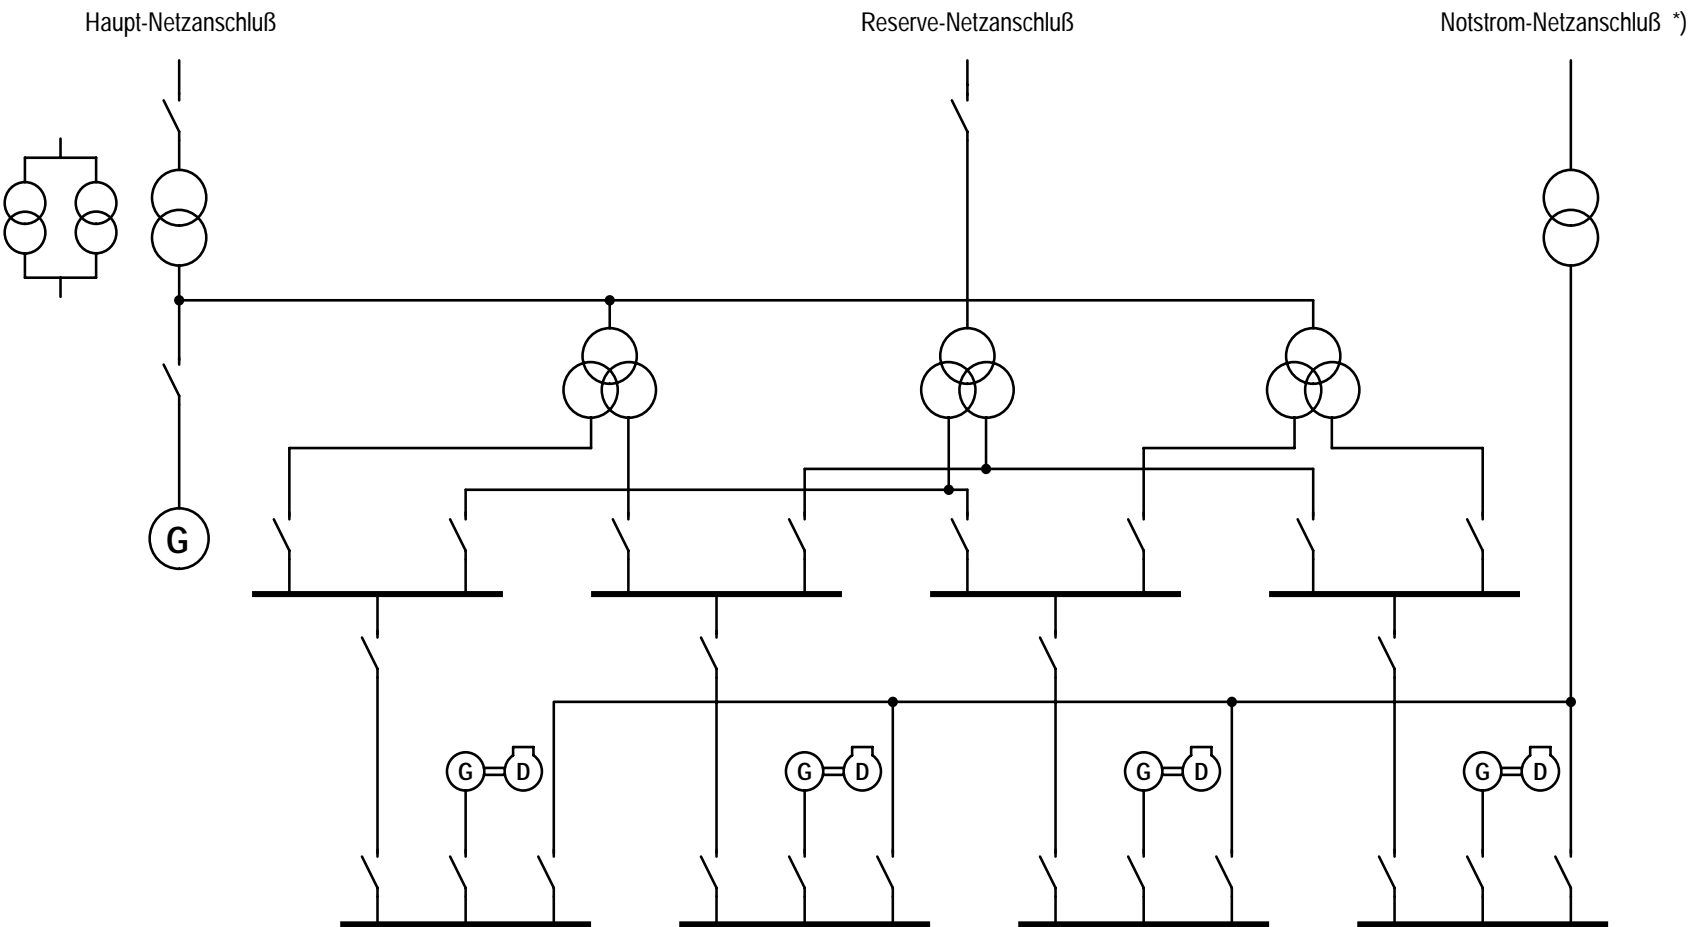 Haupt-Netzanschluß
Reserve-Netzanschluß
Notstrom-Netzanschluß *)
G
G D
G D
G D
G D